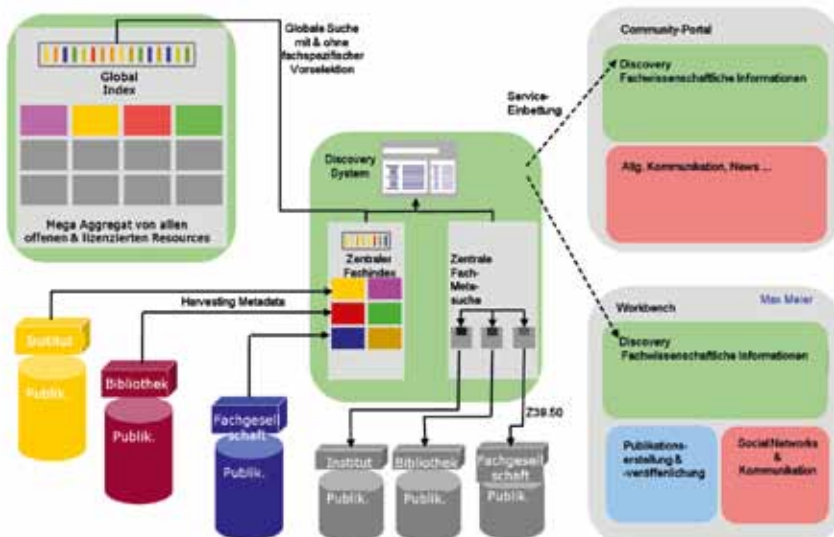 Global
Index
Mega Aggregat von allen
offenen & lizenzierten Resources
Globale Suche
mit & ohne
fachspezifischer
Vorselektion
Discovery
System
Service-
Einbettung
Zentraler
Fachindex
Zentrale
Fach-
Meta-
suche
Harvesting Metadata
Institut
Publik.
Bibliothek
Publik.
Fachgesell
schaft
Publik.
Z39.50
Institut
Publik.
Bibliothek
Publik.
Fachgesell
schaft
Publik.
Community-Portal
Discovery
Fachwissenschaftliche Informationen
Allg. Kommunikation, News ...
Workbench
Max Meier
Discovery
Fachwissenschaftliche Informationen
Publikations-
erstellung &
-veröffenlichung
Social Networks
&
Kommunikation